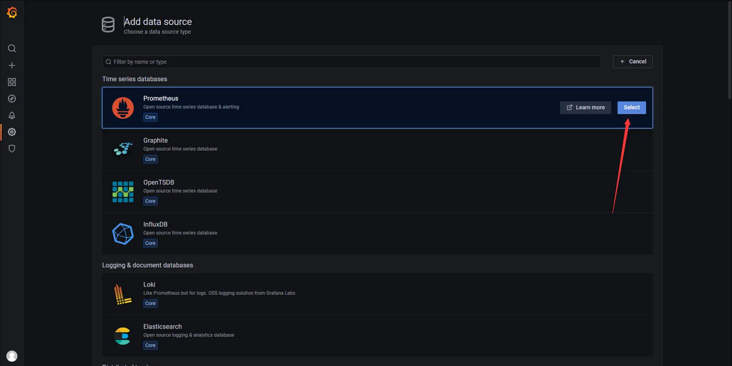 Add data source
Choose a data source type
Filter by name or type
Cancel
Time series databases
Prometheus
Open source time series database & alerting
Core
Learn more
Select
Graphite
Open source time series database
Core
OpenTSDB
Open source time series database
Core
InfluxDB
Open source time series database
Core
Logging & document databases
Loki
Like Prometheus but for logs. OSS logging solution from Grafana Labs
Core
Elasticsearch
Open source logging & analytics database
Core